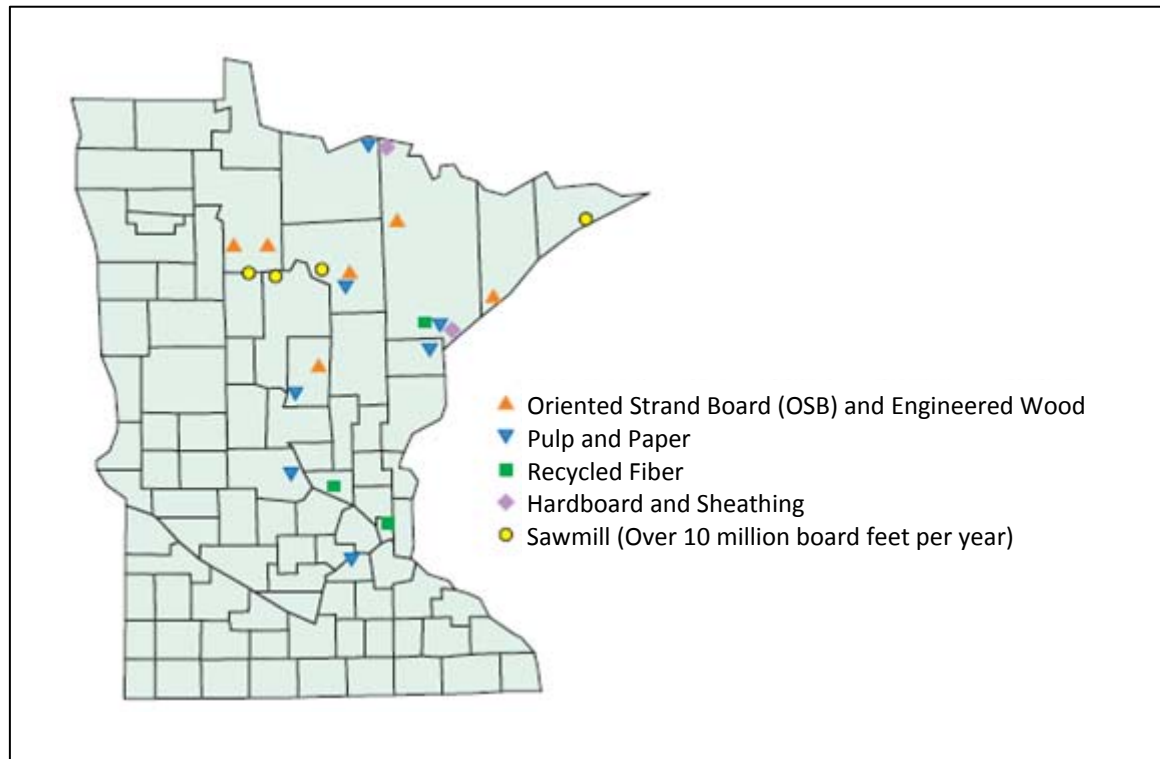 Oriented Strand Board (OSB) and Engineered Wood
Pulp and Paper
Recycled Fiber
Hardboard and Sheathing
Sawmill (Over 10 million board feet per year)